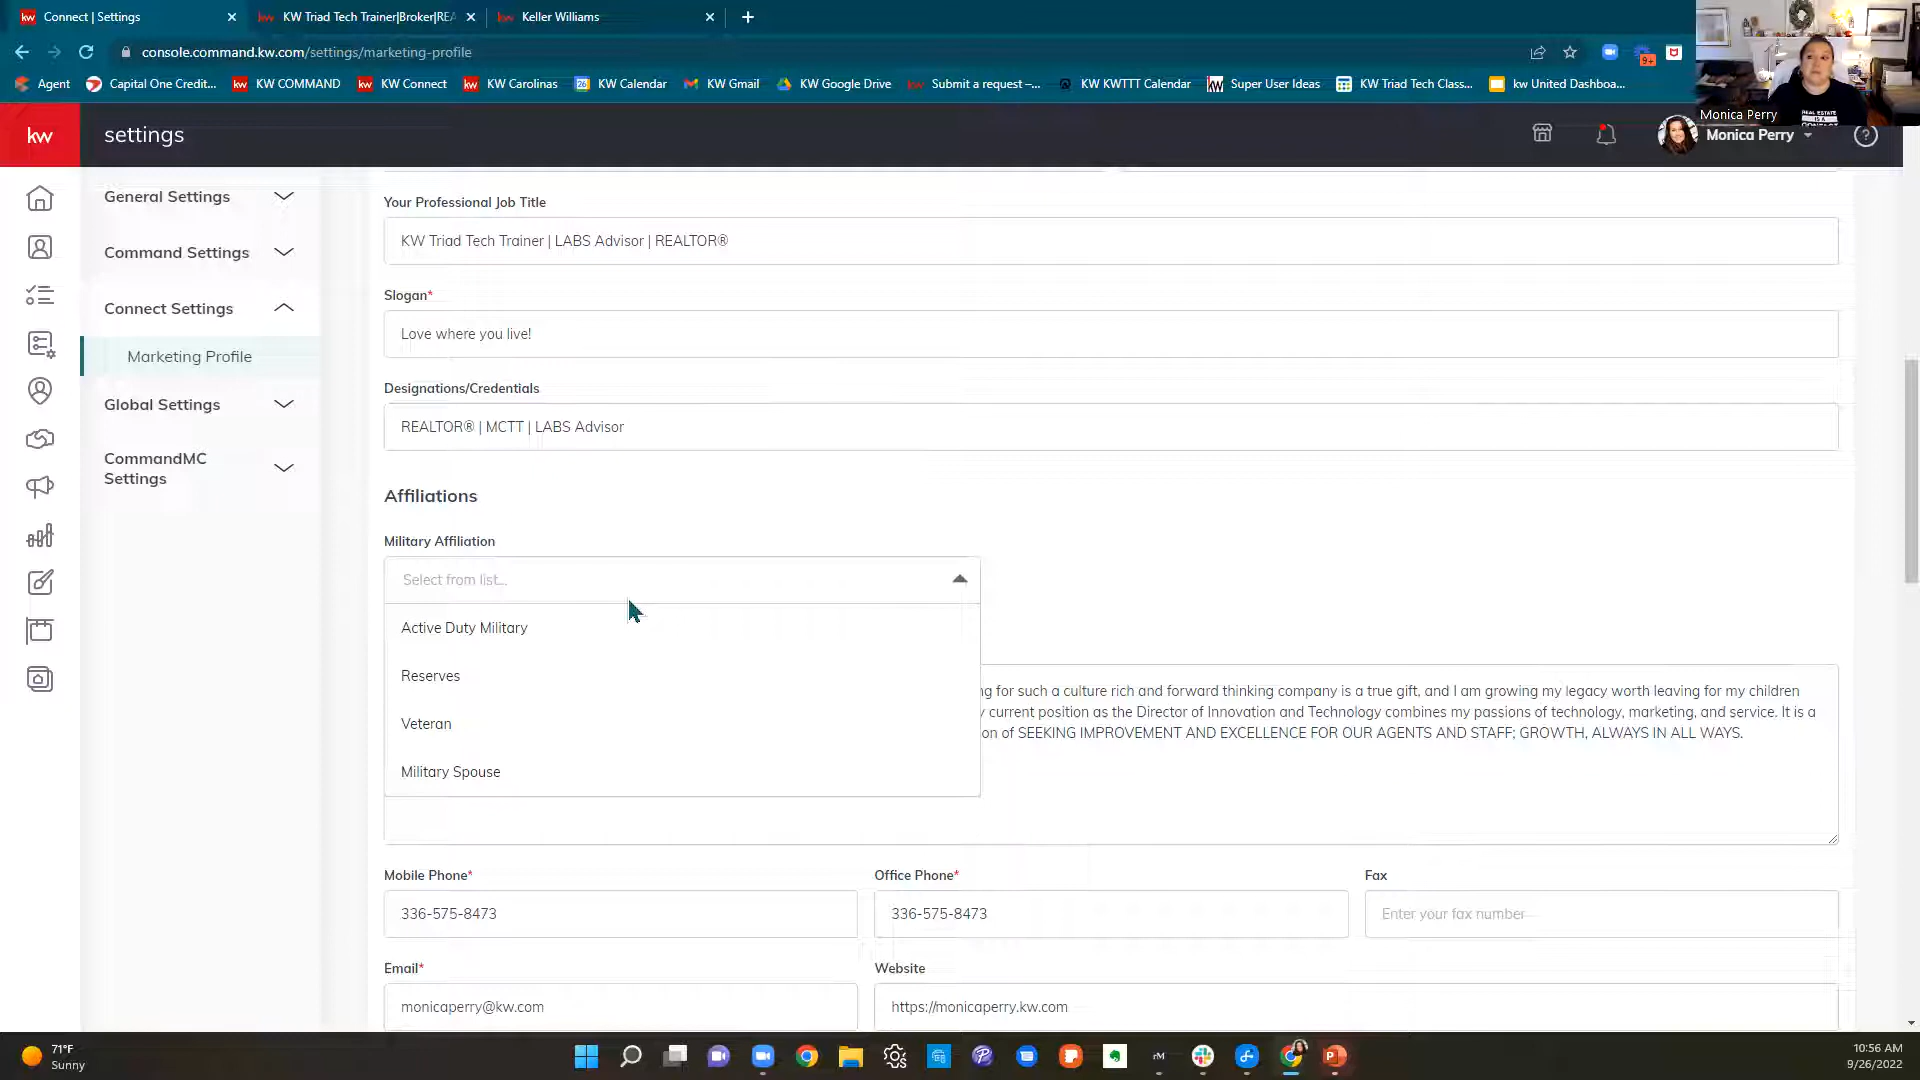 Connect | Settings
KW Triad Tech Trainer|Broker|REA
Keller Williams
console.command.kw.com/settings/marketing-profile
9+
Agent
Capital One Credit...
KW COMMAND
KW Connect
KW Carolinas
26
KW Calendar
KW Gmail
KW Google Drive
Submit a request –...
KW KWTTT Calendar
Super User Ideas
KW Triad Tech Class...
kw United Dashboa...
REAL ESTATE
IS A
Monica Perry
kw
settings
Monica Perry
General Settings
Command Settings
Connect Settings
Marketing Profile
Global Settings
CommandMC
Settings
Your Professional Job Title
KW Triad Tech Trainer | LABS Advisor | REALTOR®
Slogan*
Love where you live!
Designations/Credentials
REALTOR® | MCTT | LABS Advisor
Affiliations
Military Affiliation
Select from list...
Active Duty Military
Reserves
Veteran
Military Spouse
ng for such a culture rich and forward thinking company is a true gift, and I am growing my legacy worth leaving for my children
y current position as the Director of Innovation and Technology combines my passions of technology, marketing, and service. It is a
on of SEEKING IMPROVEMENT AND EXCELLENCE FOR OUR AGENTS AND STAFF; GROWTH, ALWAYS IN ALL WAYS.
Mobile Phone*
336-575-8473
Office Phone*
336-575-8473
Fax
Enter your fax number
Email*
monicaperry@kw.com
Website
https://monicaperry.kw.com
71°F
Sunny
rM
10:56 AM
9/26/2022